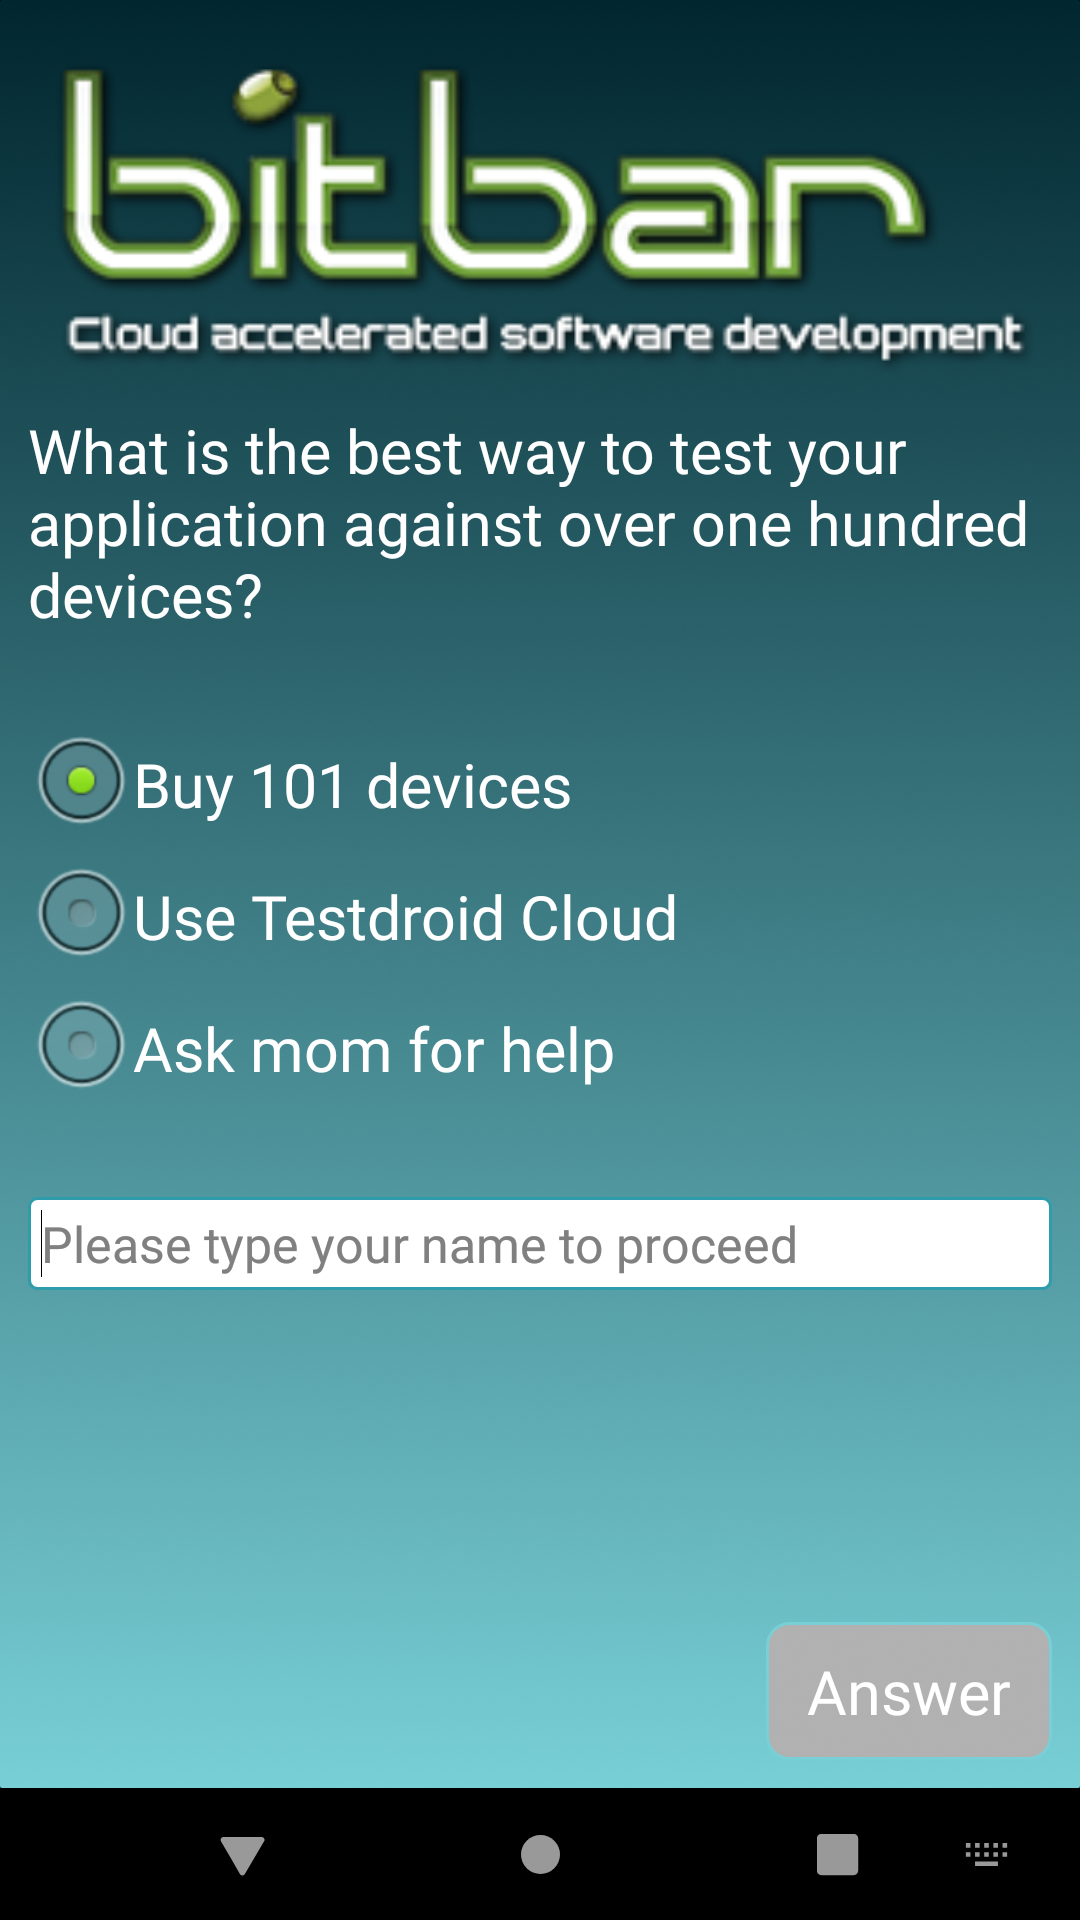 bitbar
Cloud accelerated software development
What is the best way to test your
application against over one hundred
devices?
Buy 101 devices
Use Testdroid Cloud
Ask mom for help
Please type your name to proceed
Answer